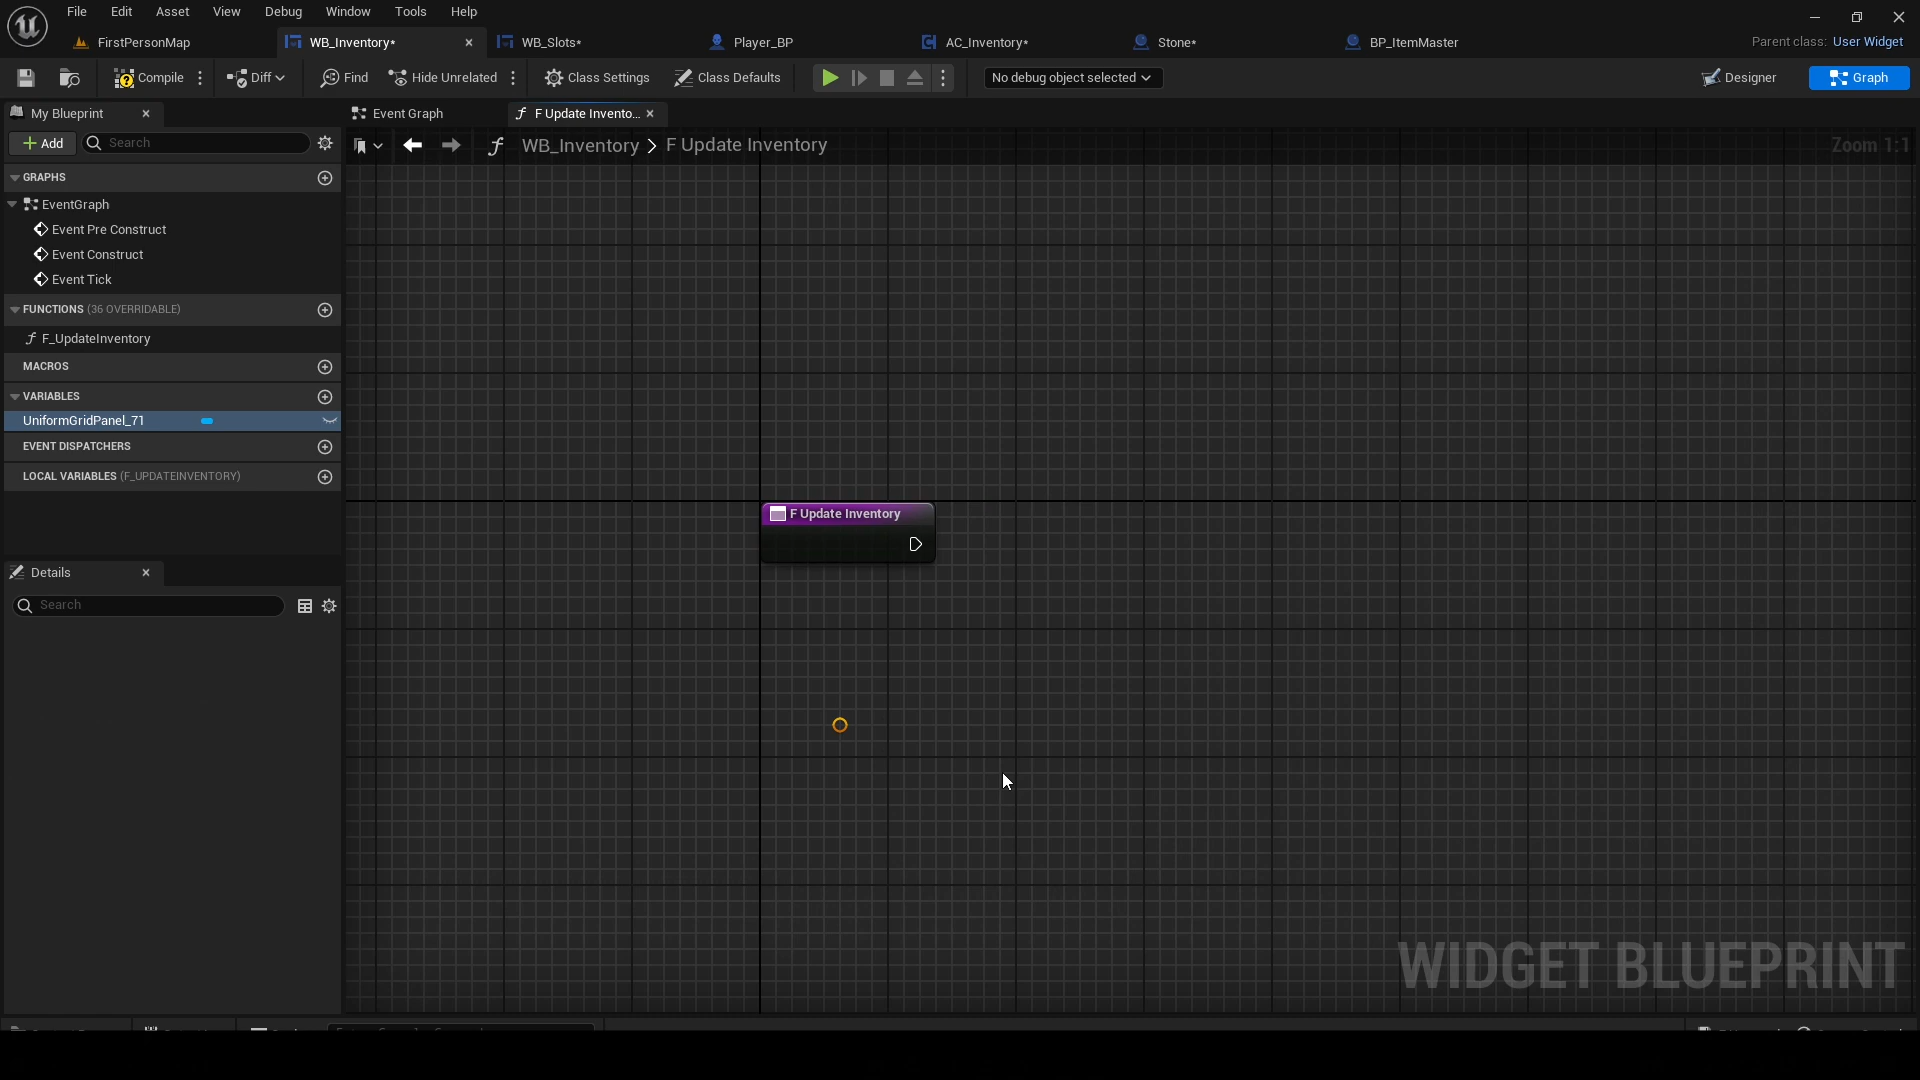 File Edit Asset View Debug Window Tools Help
FirstPersonMap WB_Inventory* WB_Slots* Player_BP AC_Inventory* Stone* BP_ItemMaster Parent class: User Widget
Compile Diff Find Hide Unrelated Class Settings Class Defaults No debug object selected Designer Graph
My Blueprint Event Graph F Update Invento...
Add Search WB_Inventory > F Update Inventory Zoom 1:1
GRAPHS
EventGraph
Event Pre Construct
Event Construct
Event Tick
FUNCTIONS (36 OVERRIDABLE)
F_UpdateInventory
MACROS
VARIABLES
UniformGridPanel_71
EVENT DISPATCHERS
LOCAL VARIABLES (F_UPDATEINVENTORY)
F Update Inventory
Details
Search
WIDGET BLUEPRINT